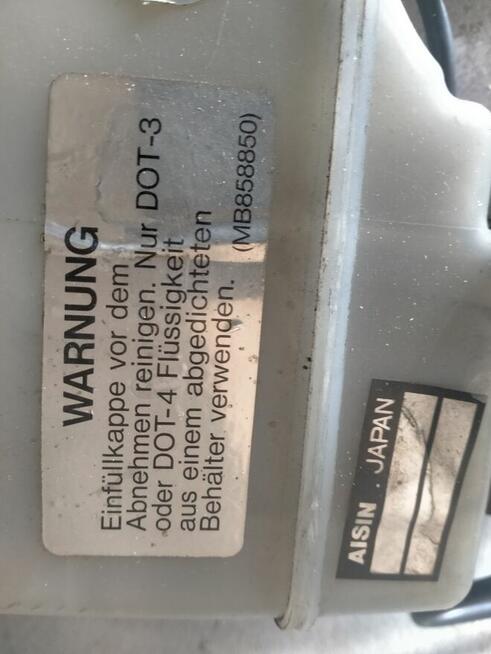 WARNUNG
Einfüllkappe vor dem
Abnehmen reinigen. Nur DOT-3
oder DOT-4 Flüssigkeit
aus einem abgedichteten
Behälter verwenden. (MB858850)
AISIN . JAPAN